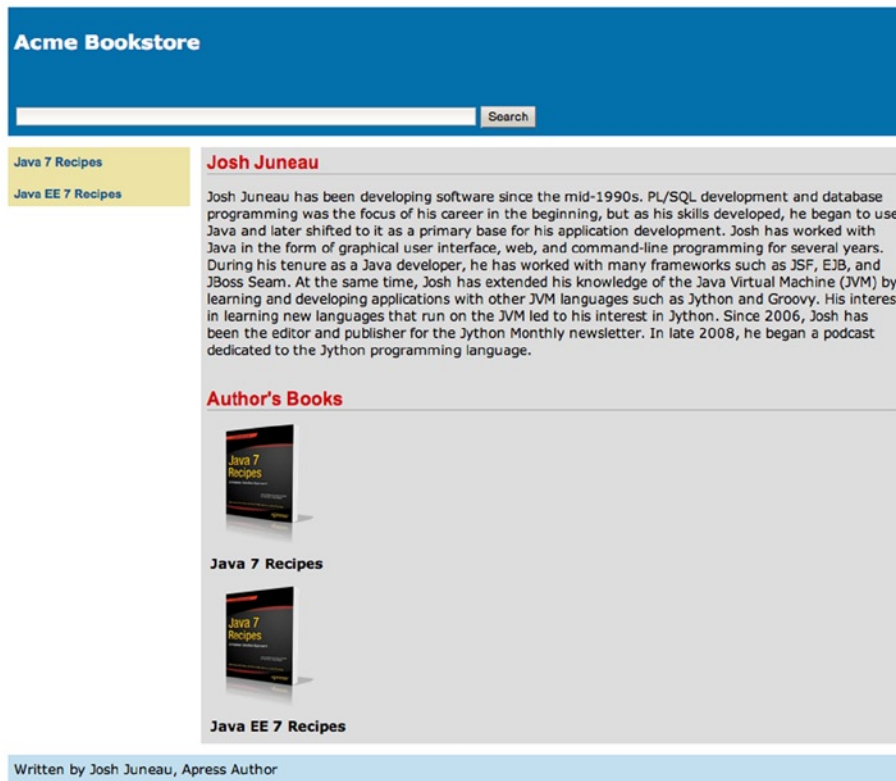 Acme Bookstore
Search
Java 7 Recipes
Java EE 7 Recipes
Josh Juneau
Josh Juneau has been developing software since the mid-1990s. PL/SQL development and database
programming was the focus of his career in the beginning, but as his skills developed, he began to use
Java and later shifted to it as a primary base for his application development. Josh has worked with
Java in the form of graphical user interface, web, and command-line programming for several years.
During his tenure as a Java developer, he has worked with many frameworks such as JSF, EJB, and
JBoss Seam. At the same time, Josh has extended his knowledge of the Java Virtual Machine (JVM) by
learning and developing applications with other JVM languages such as Jython and Groovy. His interes
in learning new languages that run on the JVM led to his interest in Jython. Since 2006, Josh has
been the editor and publisher for the Jython Monthly newsletter. In late 2008, he began a podcast
dedicated to the Jython programming language.
Author's Books
Java 7
Recipes
apress
Java 7 Recipes
Java 7
Recipes
apress
Java EE 7 Recipes
Written by Josh Juneau, Apress Author